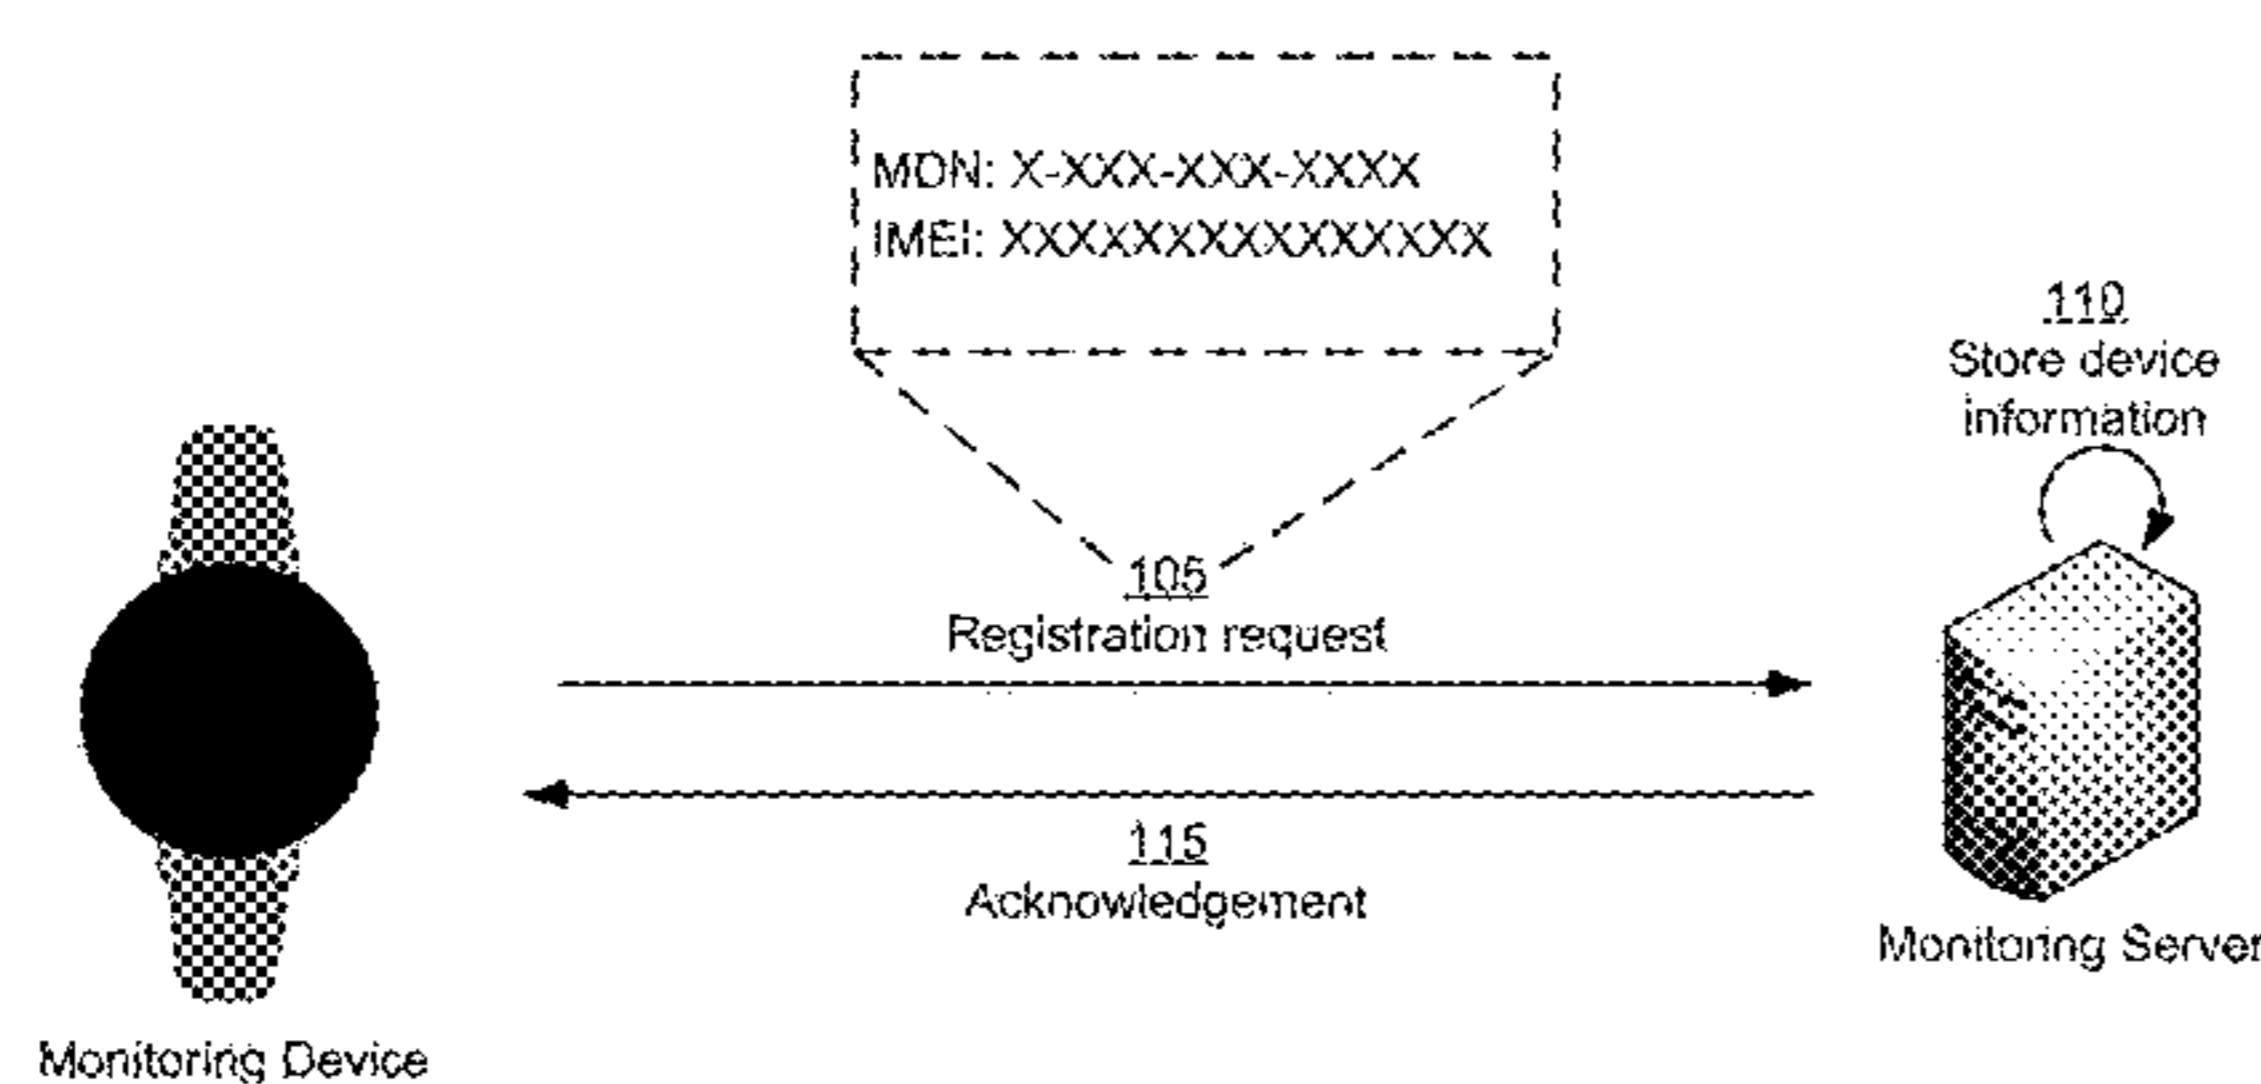 MDN: X-XXX-XXX-XXXX
IMEI: XXXXXXXXXXXXXXX
110
Store device
information
105
Registration request
115
Acknowledgement
Monitoring Server
Monitoring Device